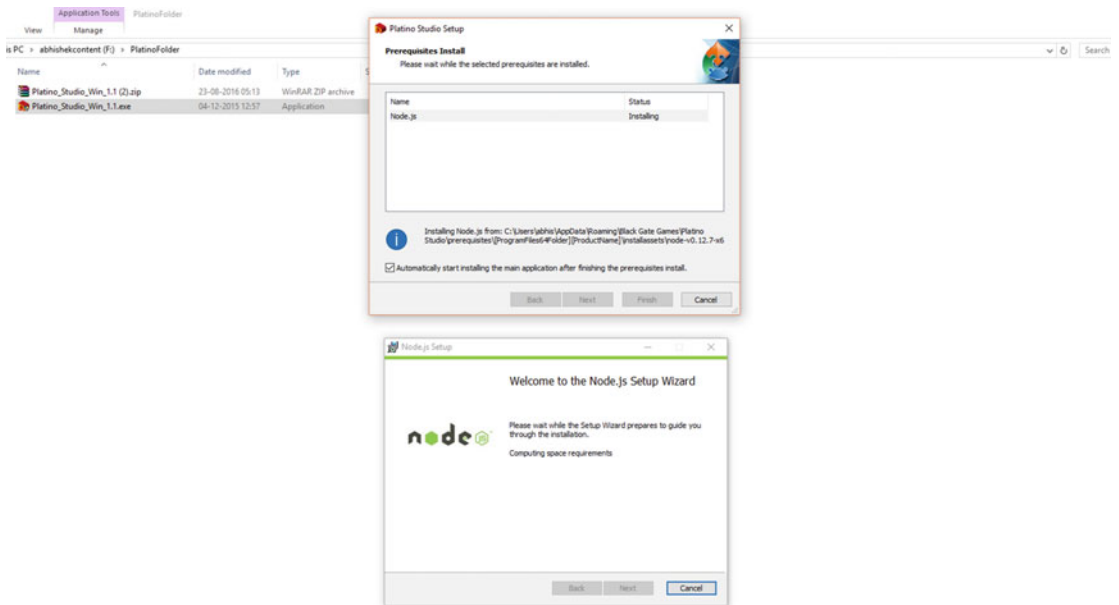 Application Tools PlatinoFolder
View Manage
is PC > abhishekcontent (F:) > PlatinoFolder
Search
Name Date modified Type S
Platino_Studio_Win_1.1 (2).zip 23-08-2016 05:13 WinRAR ZIP archive
Platino_Studio_Win_1.1.exe 04-12-2015 12:57 Application
Platino Studio Setup
Prerequisites Install
Please wait while the selected prerequisites are installed.
Name Status
Node.js Installing
Installing Node.js from: C:\Users\abhis\AppData\Roaming\Black Gate Games\Platino
Studio\prerequisites\[ProgramFiles64Folder][ProductName]\installassets\node-v0.12.7-x6
Automatically start installing the main application after finishing the prerequisites install.
Back Next Finish Cancel
Node.js Setup
Welcome to the Node.js Setup Wizard
node js
Please wait while the Setup Wizard prepares to guide you
through the installation.
Computing space requirements
Back Next Cancel